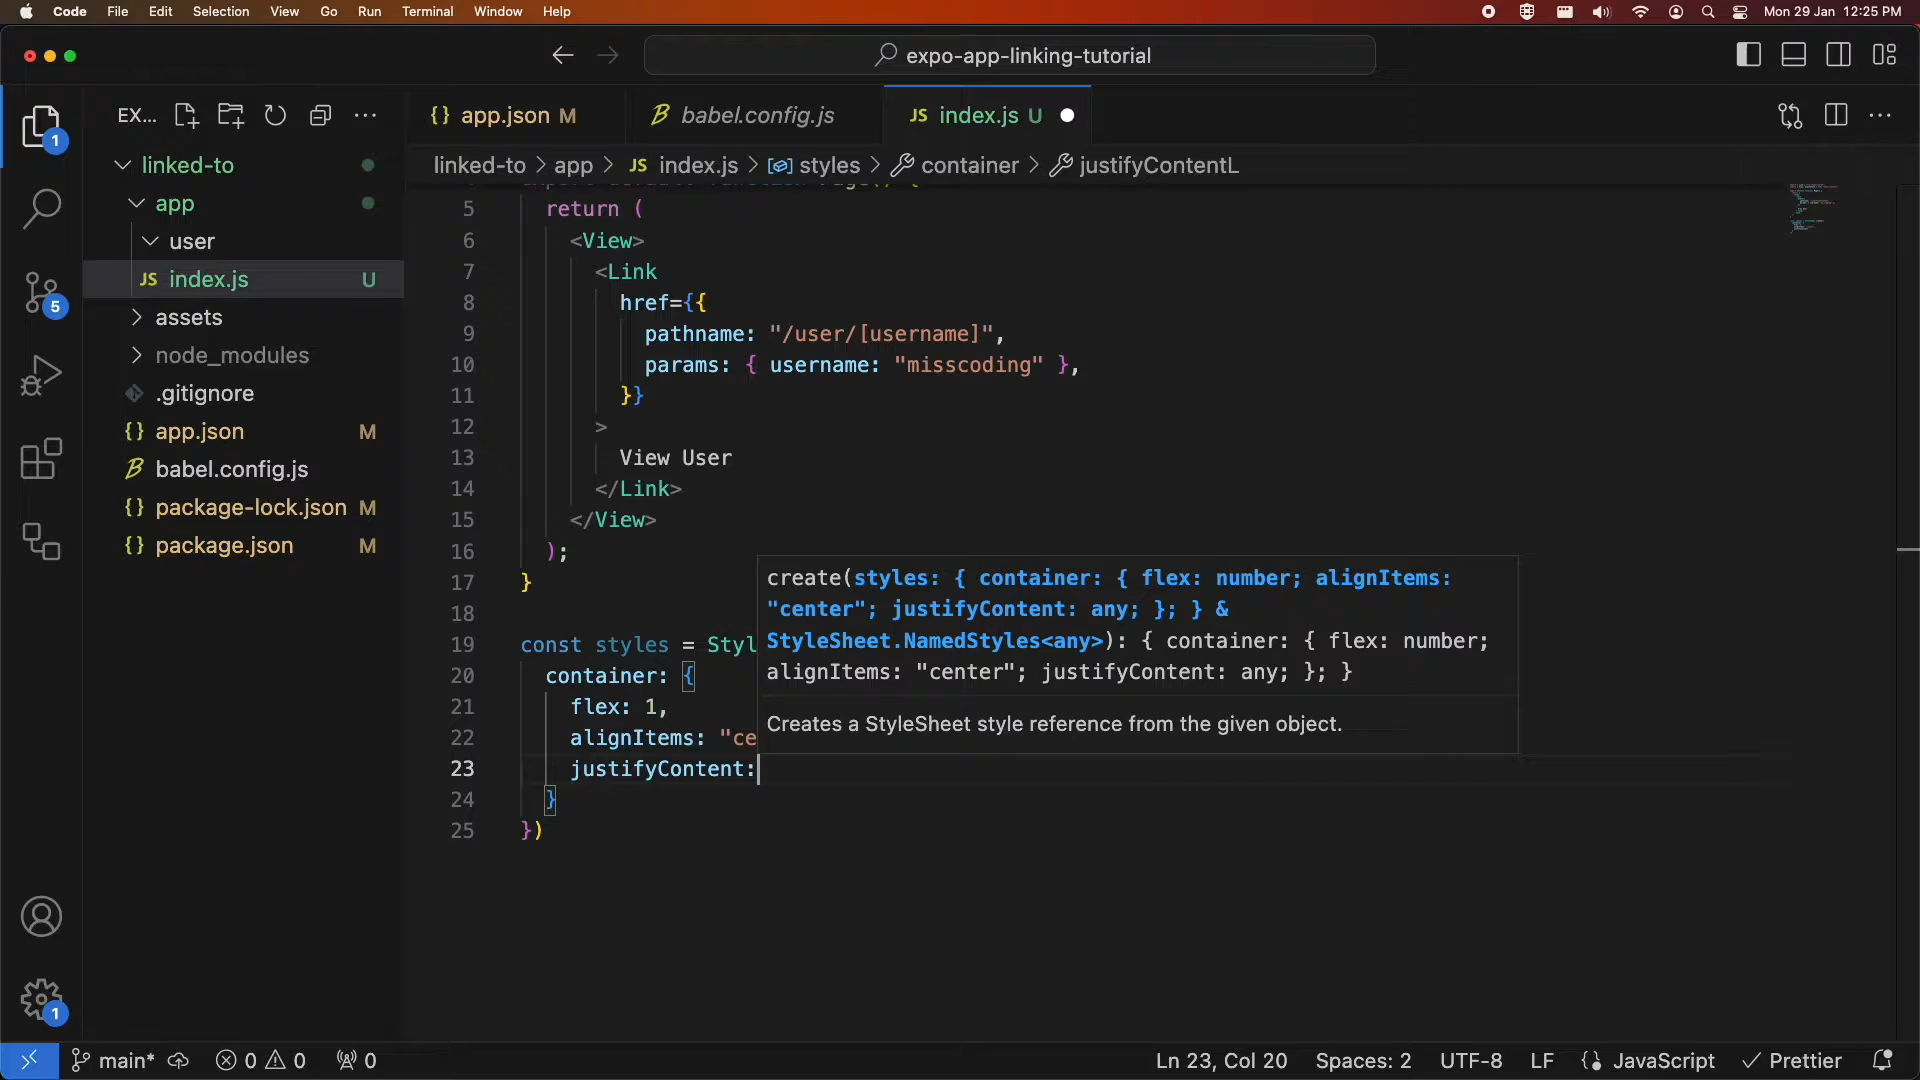 Code File Edit Selection View Go Run Terminal Window Help Mon 29 Jan 12:25 PM
expo-app-linking-tutorial
EX...
app.json M
babel.config.js
JS index.js U
linked-to > app > JS index.js > styles > container > justifyContentL
1
linked-to
app
user
JS index.js U
assets
5
node_modules
.gitignore
app.json M
babel.config.js
package-lock.json M
package.json M
1
5 return (
6 <View>
7 <Link
8 href={{
9 pathname: "/user/[username]",
10 params: { username: "misscoding" },
11 }}
12 >
13 View User
14 </Link>
15 </View>
16 );
17 }
18
19 const styles = Styl
20 container: {
21 flex: 1,
22 alignItems: "ce
23 justifyContent:
24 }
25 })
create(styles: { container: { flex: number; alignItems:
"center"; justifyContent: any; }; } &
StyleSheet.NamedStyles<any>): { container: { flex: number;
alignItems: "center"; justifyContent: any; }; }
Creates a StyleSheet style reference from the given object.
main* 0 0 0 Ln 23, Col 20 Spaces: 2 UTF-8 LF JavaScript Prettier